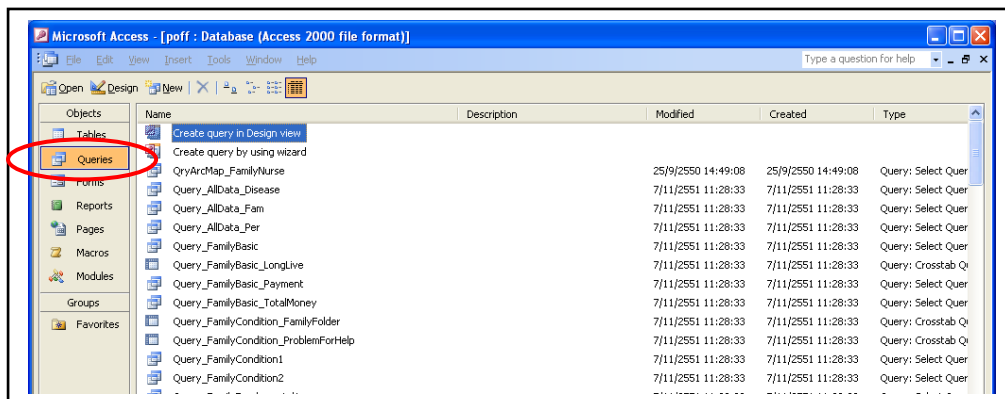 Microsoft Access - [poff : Database (Access 2000 file format)]
File Edit View Insert Tools Window Help Type a question for help
Open Design New
Objects Name Description Modified Created Type
Tables Create query in Design view
Queries Create query by using wizard
QryArcMap_FamilyNurse 25/9/2550 14:49:08 25/9/2550 14:49:08 Query: Select Quer
Forms Query_AllData_Disease 7/11/2551 11:28:33 7/11/2551 11:28:33 Query: Select Quer
Reports Query_AllData_Fam 7/11/2551 11:28:33 7/11/2551 11:28:33 Query: Select Quer
Pages Query_AllData_Per 7/11/2551 11:28:33 7/11/2551 11:28:33 Query: Select Quer
Macros Query_FamilyBasic 7/11/2551 11:28:33 7/11/2551 11:28:33 Query: Select Quer
Query_FamilyBasic_LongLive 7/11/2551 11:28:33 7/11/2551 11:28:33 Query: Crosstab Q
Modules Query_FamilyBasic_Payment 7/11/2551 11:28:33 7/11/2551 11:28:33 Query: Select Quer
Groups Query_FamilyBasic_TotalMoney 7/11/2551 11:28:33 7/11/2551 11:28:33 Query: Select Quer
Favorites Query_FamilyCondition_FamilyFolder 7/11/2551 11:28:33 7/11/2551 11:28:33 Query: Crosstab Q
Query_FamilyCondition_ProblemForHelp 7/11/2551 11:28:33 7/11/2551 11:28:33 Query: Crosstab Q
Query_FamilyCondition1 7/11/2551 11:28:33 7/11/2551 11:28:33 Query: Select Quer
Query_FamilyCondition2 7/11/2551 11:28:33 7/11/2551 11:28:33 Query: Select Quer